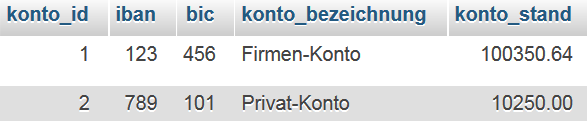 konto_id iban bic konto_bezeichnung konto_stand
1 123 456 Firmen-Konto 100350.64
2 789 101 Privat-Konto 10250.00